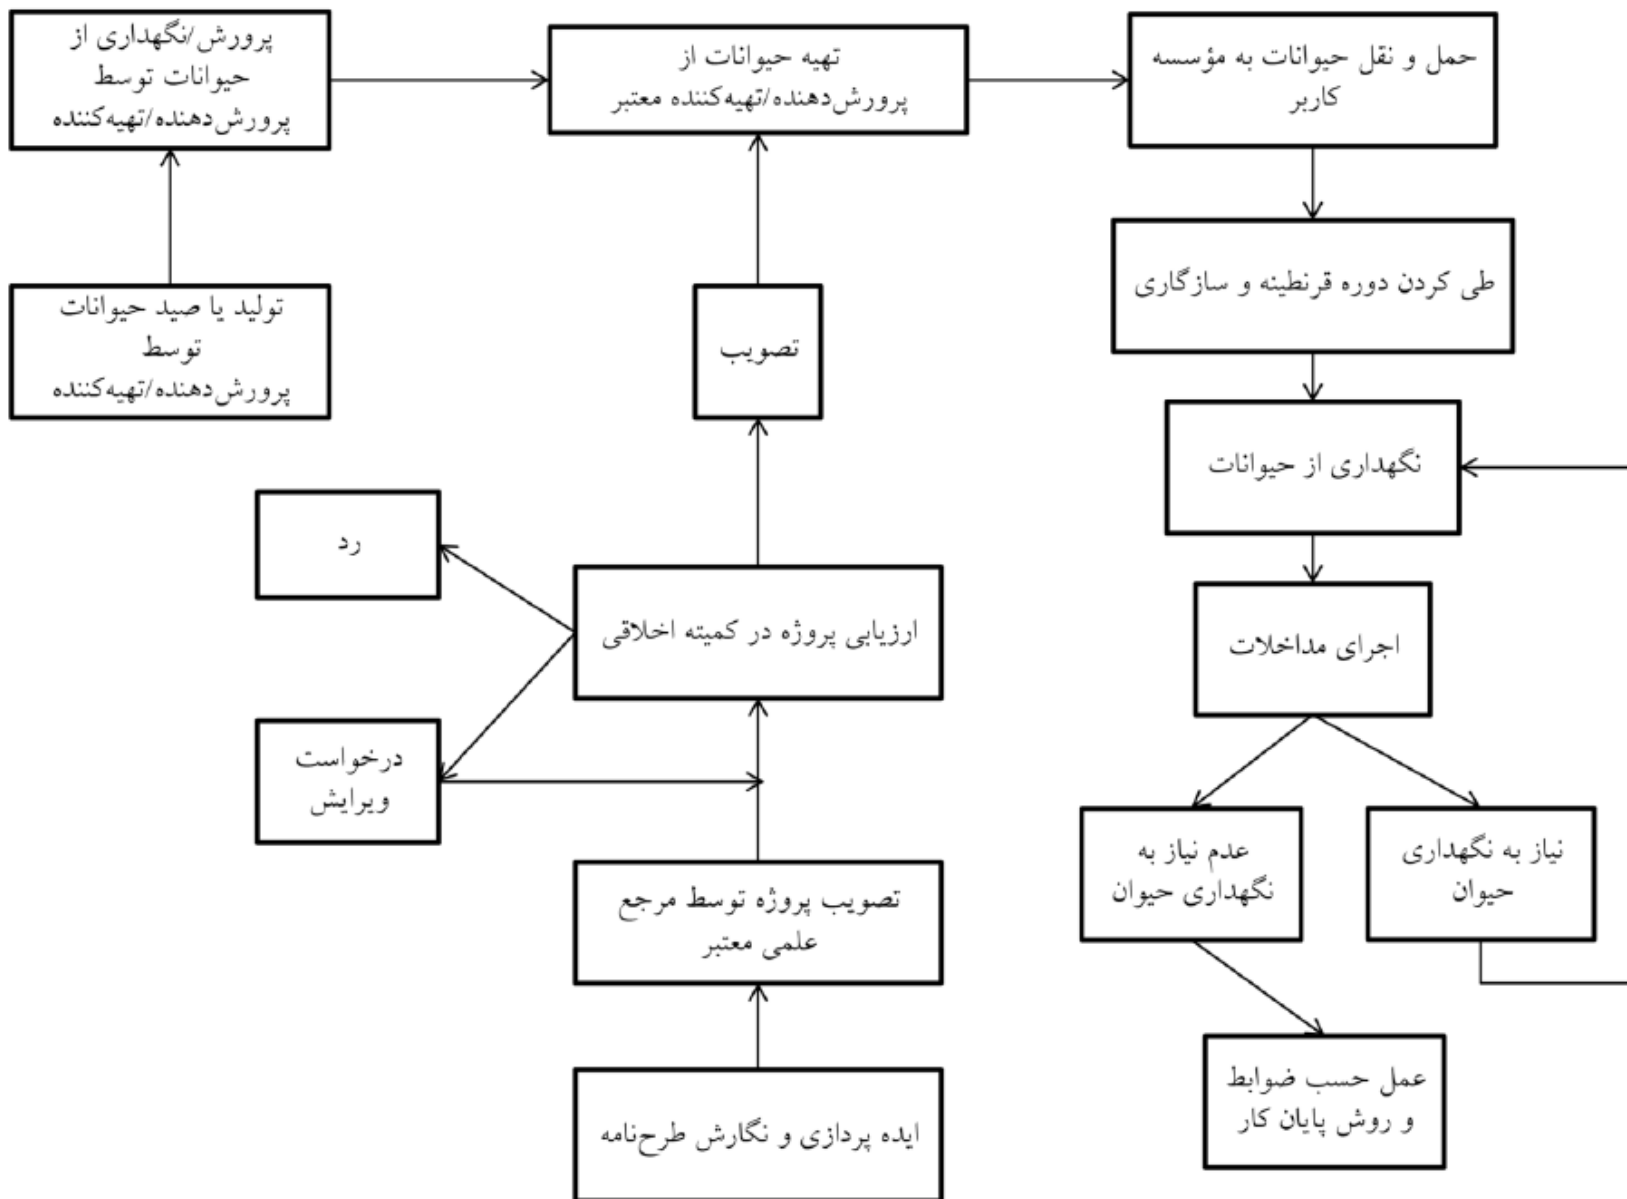 پرورش/نگهداری از
حیوانات توسط
پرورش‌دهنده/تهیه‌کننده
تهیه حیوانات از
پرورش‌دهنده/تهیه‌کننده معتبر
حمل و نقل حیوانات به مؤسسه
کاربر
طی کردن دوره قرنطینه و سازگاری
تولید یا صید حیوانات
توسط
پرورش‌دهنده/تهیه‌کننده
تصویب
نگهداری از حیوانات
رد
ارزیابی پروژه در کمیته اخلاقی
اجرای مداخلات
درخواست
ویرایش
عدم نیاز به
نگهداری حیوان
نیاز به نگهداری
حیوان
تصویب پروژه توسط مرجع
علمی معتبر
عمل حسب ضوابط
و روش پایان کار
ایده پردازی و نگارش طرح‌نامه